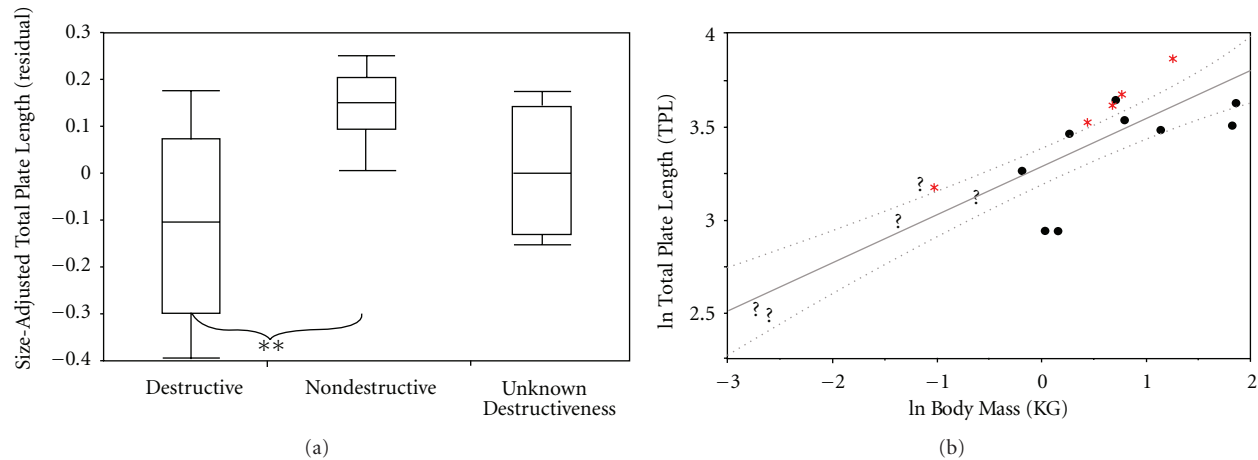 Size-Adjusted Total Plate Length (residual)
0.3
0.2
0.1
0
−0.1
−0.2
−0.3
−0.4
**
Destructive Nondestructive Unknown
Destructiveness
(a)
ln Total Plate Length (TPL)
4
3.5
3
2.5
?
?
?
?
?
−3 −2 −1 0 1 2
ln Body Mass (KG)
(b)